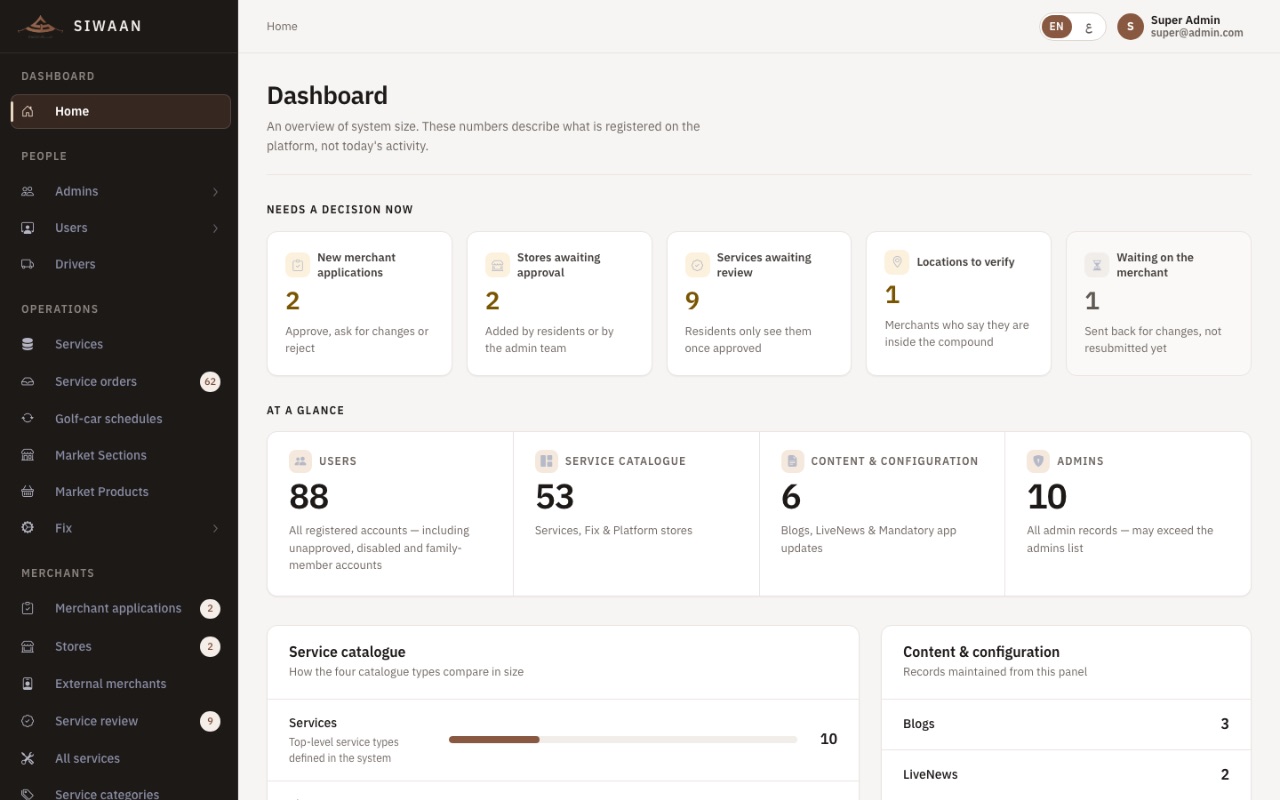 SIWAAN
DASHBOARD
Home
PEOPLE
Admins
Users
Drivers
OPERATIONS
Services
Service orders 62
Golf-car schedules
Market Sections
Market Products
Fix
MERCHANTS
Merchant applications 2
Stores 2
External merchants
Service review 9
All services
Service categories
Home
EN ع
S
Super Admin
super@admin.com
Dashboard
An overview of system size. These numbers describe what is registered on the
platform, not today's activity.
NEEDS A DECISION NOW
New merchant
applications
2
Approve, ask for changes or
reject
Stores awaiting
approval
2
Added by residents or by
the admin team
Services awaiting
review
9
Residents only see them
once approved
Locations to verify
1
Merchants who say they are
inside the compound
Waiting on the
merchant
1
Sent back for changes, not
resubmitted yet
AT A GLANCE
USERS
88
All registered accounts — including
unapproved, disabled and family-
member accounts
SERVICE CATALOGUE
53
Services, Fix & Platform stores
CONTENT & CONFIGURATION
6
Blogs, LiveNews & Mandatory app
updates
ADMINS
10
All admin records — may exceed the
admins list
Service catalogue
How the four catalogue types compare in size
Services
Top-level service types
defined in the system
10
Content & configuration
Records maintained from this panel
Blogs 3
LiveNews 2